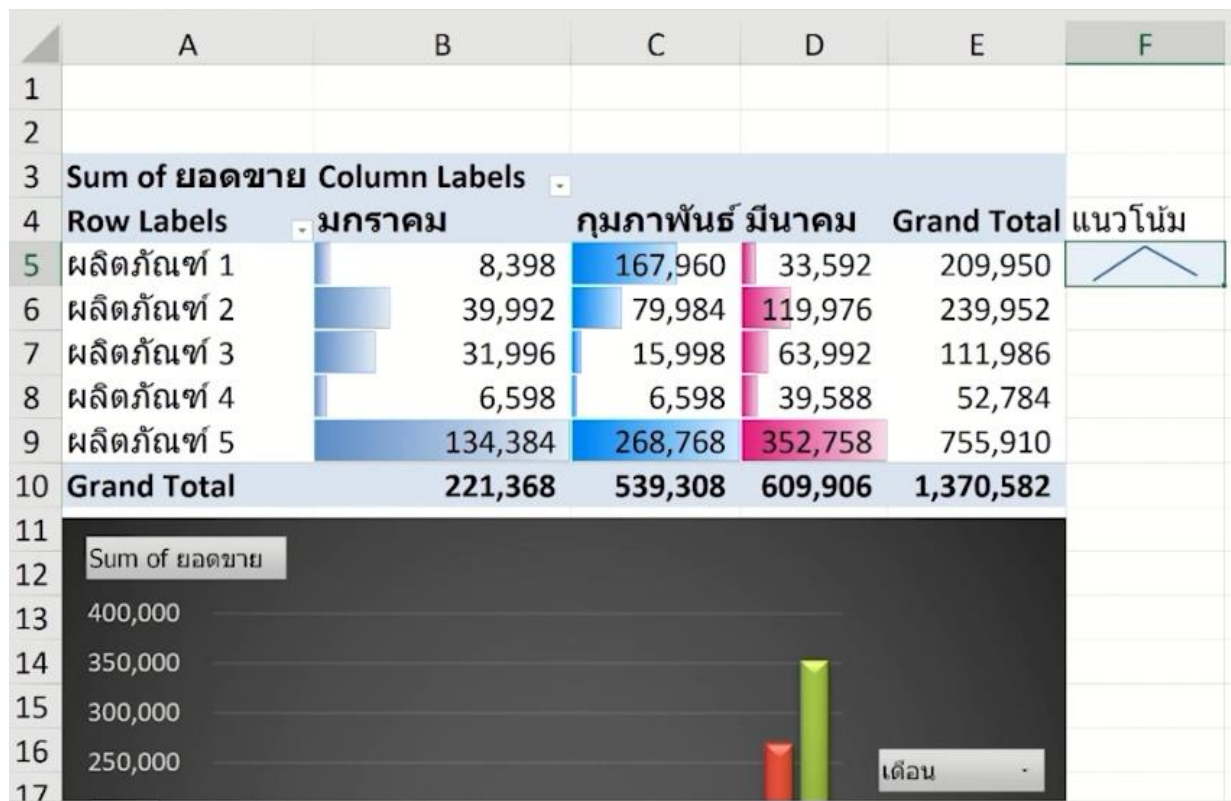 A B C D E F
1
2
3 Sum of ยอดขาย Column Labels
4 Row Labels มกราคม กุมภาพันธ์ มีนาคม Grand Total แนวโน้ม
5 ผลิตภัณฑ์ 1 8,398 167,960 33,592 209,950
6 ผลิตภัณฑ์ 2 39,992 79,984 119,976 239,952
7 ผลิตภัณฑ์ 3 31,996 15,998 63,992 111,986
8 ผลิตภัณฑ์ 4 6,598 6,598 39,588 52,784
9 ผลิตภัณฑ์ 5 134,384 268,768 352,758 755,910
10 Grand Total 221,368 539,308 609,906 1,370,582
11
12 Sum of ยอดขาย
13 400,000
14 350,000
15 300,000
16 250,000 เดือน
17